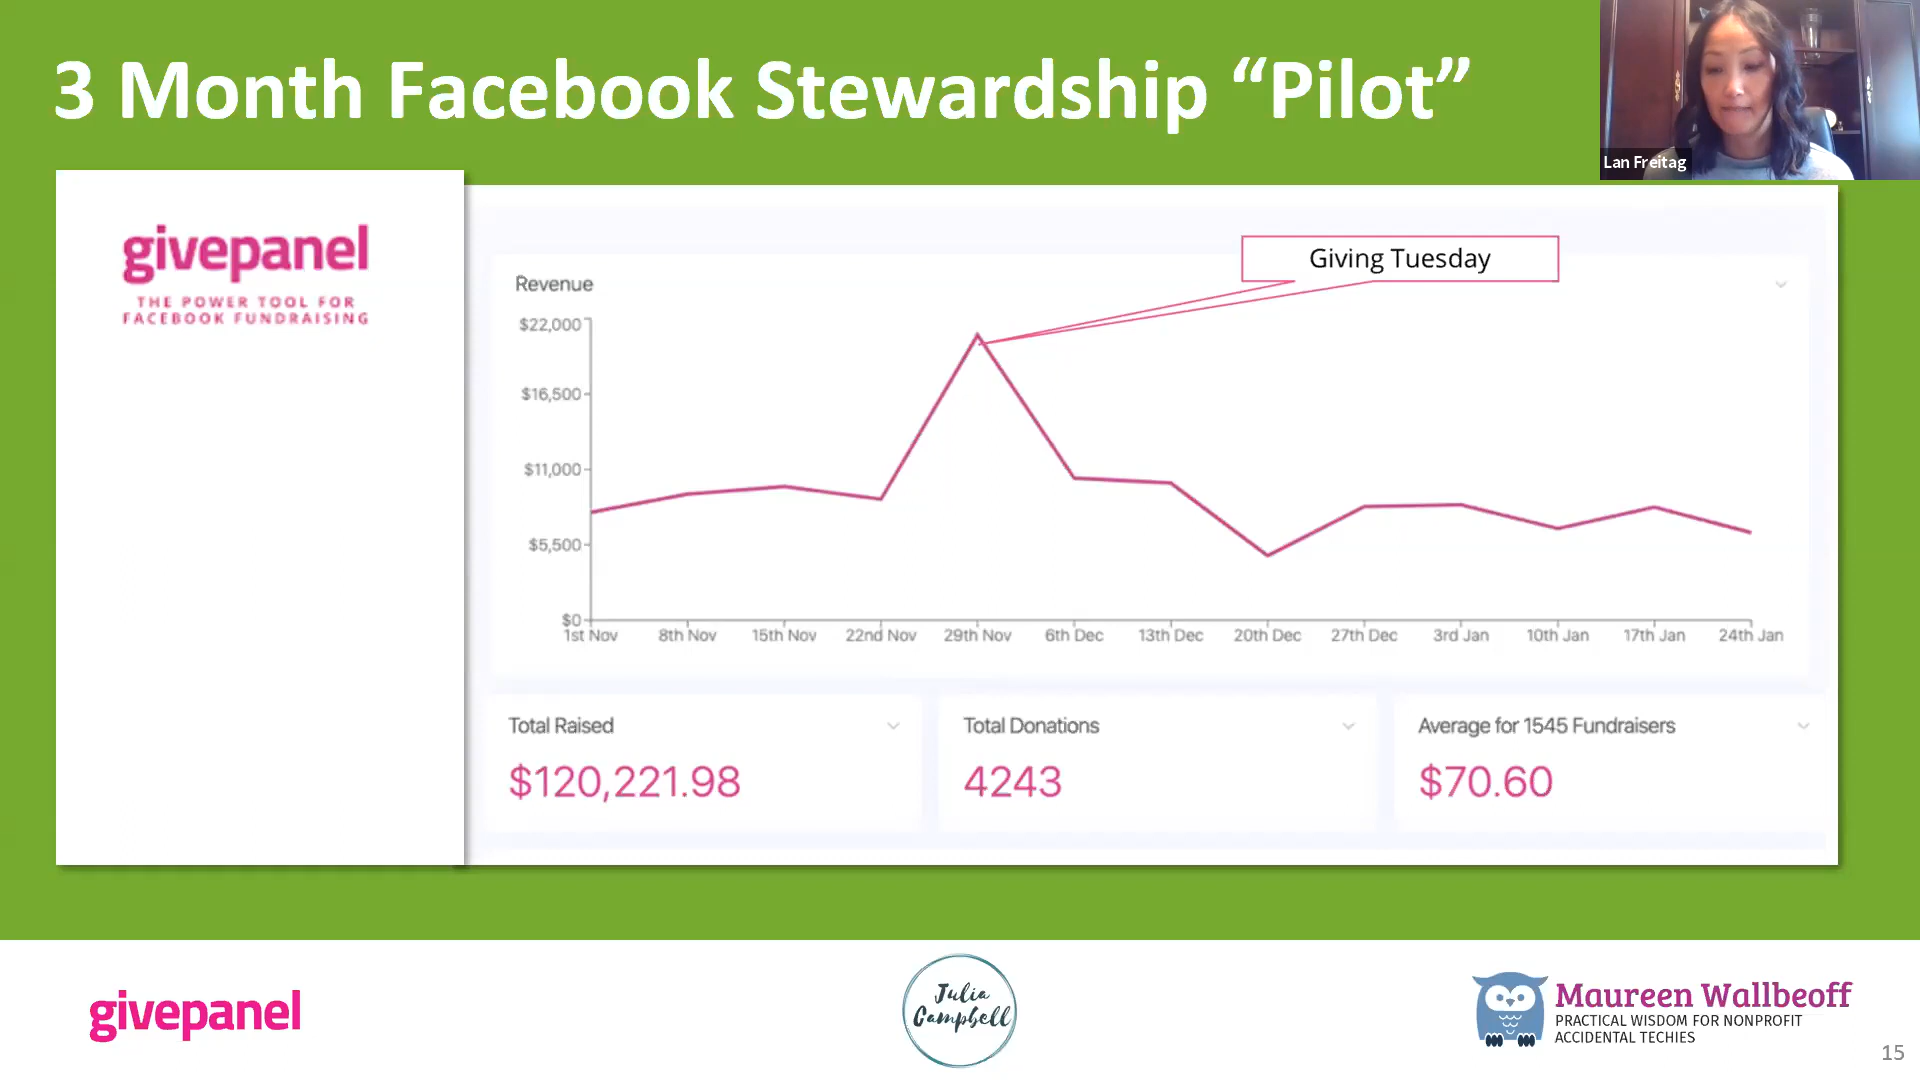 3 Month Facebook Stewardship “Pilot”
Lan Freitag
givepanel
THE POWER TOOL FOR
FACEBOOK FUNDRAISING
Giving Tuesday
Revenue
$22,000
$16,500
$11,000
$5,500
$0
1st Nov 8th Nov 15th Nov 22nd Nov 29th Nov 6th Dec 13th Dec 20th Dec 27th Dec 3rd Jan 10th Jan 17th Jan 24th Jan
Total Raised
$120,221.98
Total Donations
4243
Average for 1545 Fundraisers
$70.60
givepanel
Julia
Campbell
Maureen Wallbeoff
PRACTICAL WISDOM FOR NONPROFIT
ACCIDENTAL TECHIES
15